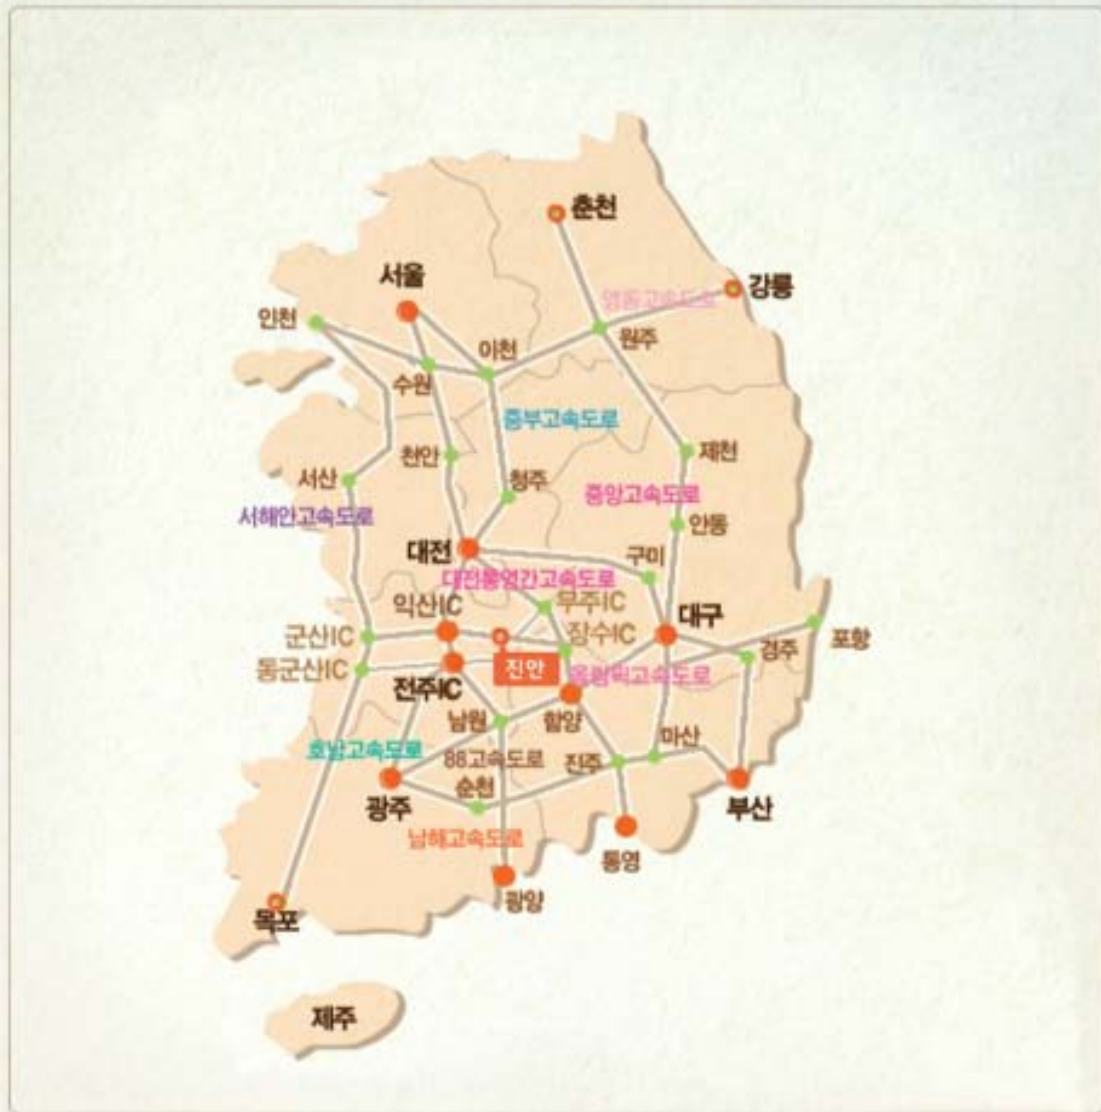 춘천
서울
강릉
영동고속도로
인천
원주
이천
수원
중부고속도로
천안
제천
서산
청주
중앙고속도로
서해안고속도로
안동
대전
구미
대전통영간고속도로
무주IC
익산IC
대구
군산IC
장수IC
포항
동군산IC
진안
경주
올림픽고속도로
전주IC
남원
함양
마산
호남고속도로
88고속도로
진주
순천
광주
부산
남해고속도로
통영
광양
목포
제주